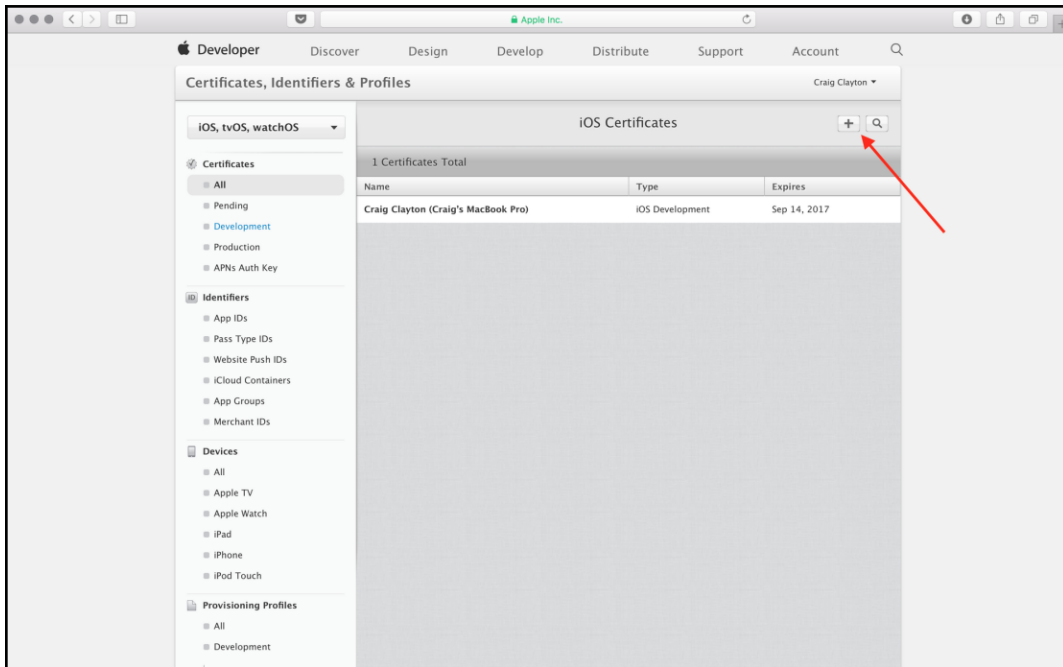 Apple Inc.
Developer Discover Design Develop Distribute Support Account
Certificates, Identifiers & Profiles Craig Clayton
iOS, tvOS, watchOS
iOS Certificates
Certificates
1 Certificates Total
All
Name Type Expires
Pending
Craig Clayton (Craig's MacBook Pro) iOS Development Sep 14, 2017
Development
Production
APNs Auth Key
ID Identifiers
App IDs
Pass Type IDs
Website Push IDs
iCloud Containers
App Groups
Merchant IDs
Devices
All
Apple TV
Apple Watch
iPad
iPhone
iPod Touch
Provisioning Profiles
All
Development